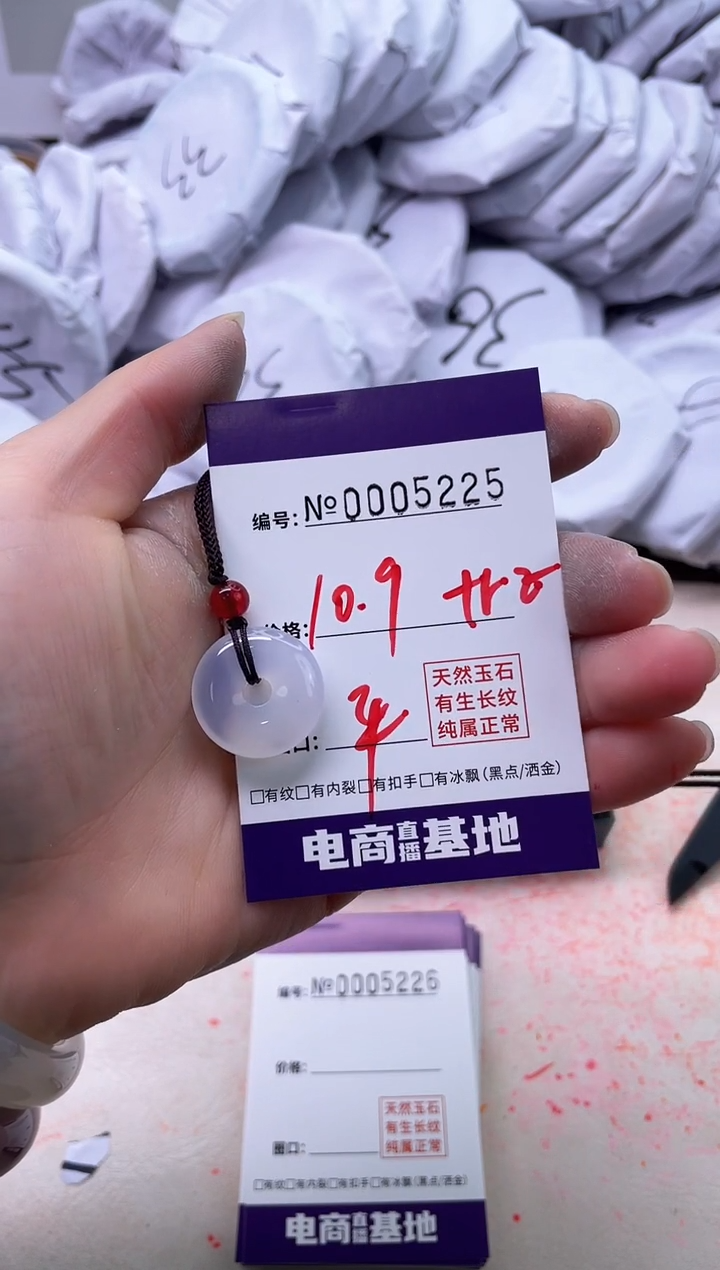 编号: №0005225
价格: 10.9
口:
天然玉石
有生长纹
纯属正常
□有纹□有内裂□有扣手□有冰飘(黑点/洒金)
电商直播基地
编号: №0005226
价格:
圈口:
天然玉石
有生长纹
纯属正常
□有纹□有内裂□有扣手□有冰飘(黑点/洒金)
电商直播基地
36